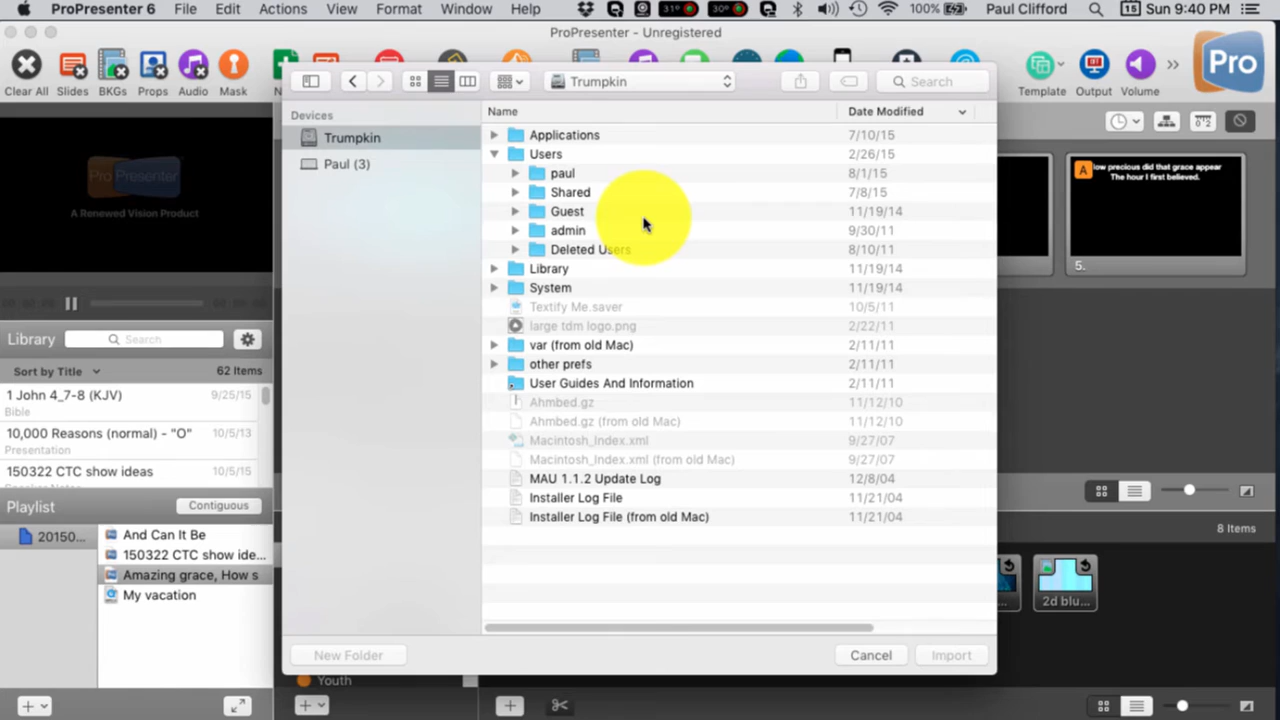 ProPresenter 6 File Edit Actions View Format Window Help 31° 30° 100% Paul Clifford 15 Sun 9:40 PM
ProPresenter - Unregistered
Clear All Slides BKGs Props Audio Mask Template Output Volume Pro
Trumpkin Search
Devices
Trumpkin
Paul (3)
Name Date Modified
Applications 7/10/15
Users 2/26/15
paul 8/1/15
Shared 7/8/15
Guest 11/19/14
admin 9/30/11
Deleted Users 8/10/11
Library 11/19/14
System 11/19/14
Textify Me.saver 10/5/11
large tdm logo.png 2/22/11
var (from old Mac) 2/11/11
other prefs 2/11/11
User Guides And Information 2/11/11
Ahmbed.gz 11/12/10
Ahmbed.gz (from old Mac) 11/12/10
Macintosh_Index.xml 9/27/07
Macintosh_Index.xml (from old Mac) 9/27/07
MAU 1.1.2 Update Log 12/8/04
Installer Log File 11/21/04
Installer Log File (from old Mac) 11/21/04
New Folder Cancel Import
ProPresenter
A Renewed Vision Product
Library Search
Sort by Title 62 Items
1 John 4_7-8 (KJV) 9/25/15
Bible
10,000 Reasons (normal) - "O" 10/5/13
Presentation
150322 CTC show ideas 10/5/15
Playlist Contiguous
20150...
And Can It Be
150322 CTC show ide...
Amazing grace, How s
My vacation
A
low precious did that grace appear
The hour I first believed.
5.
8 Items
2d blu...
Youth